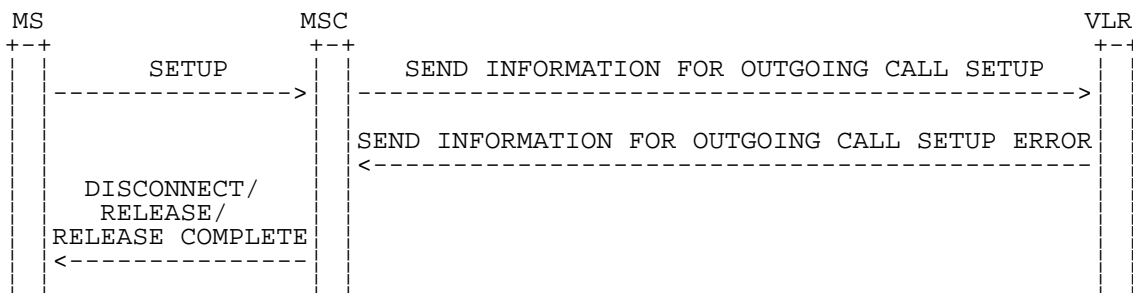 MS MSC VLR
SETUP SEND INFORMATION FOR OUTGOING CALL SETUP
SEND INFORMATION FOR OUTGOING CALL SETUP ERROR
DISCONNECT/
RELEASE/
RELEASE COMPLETE